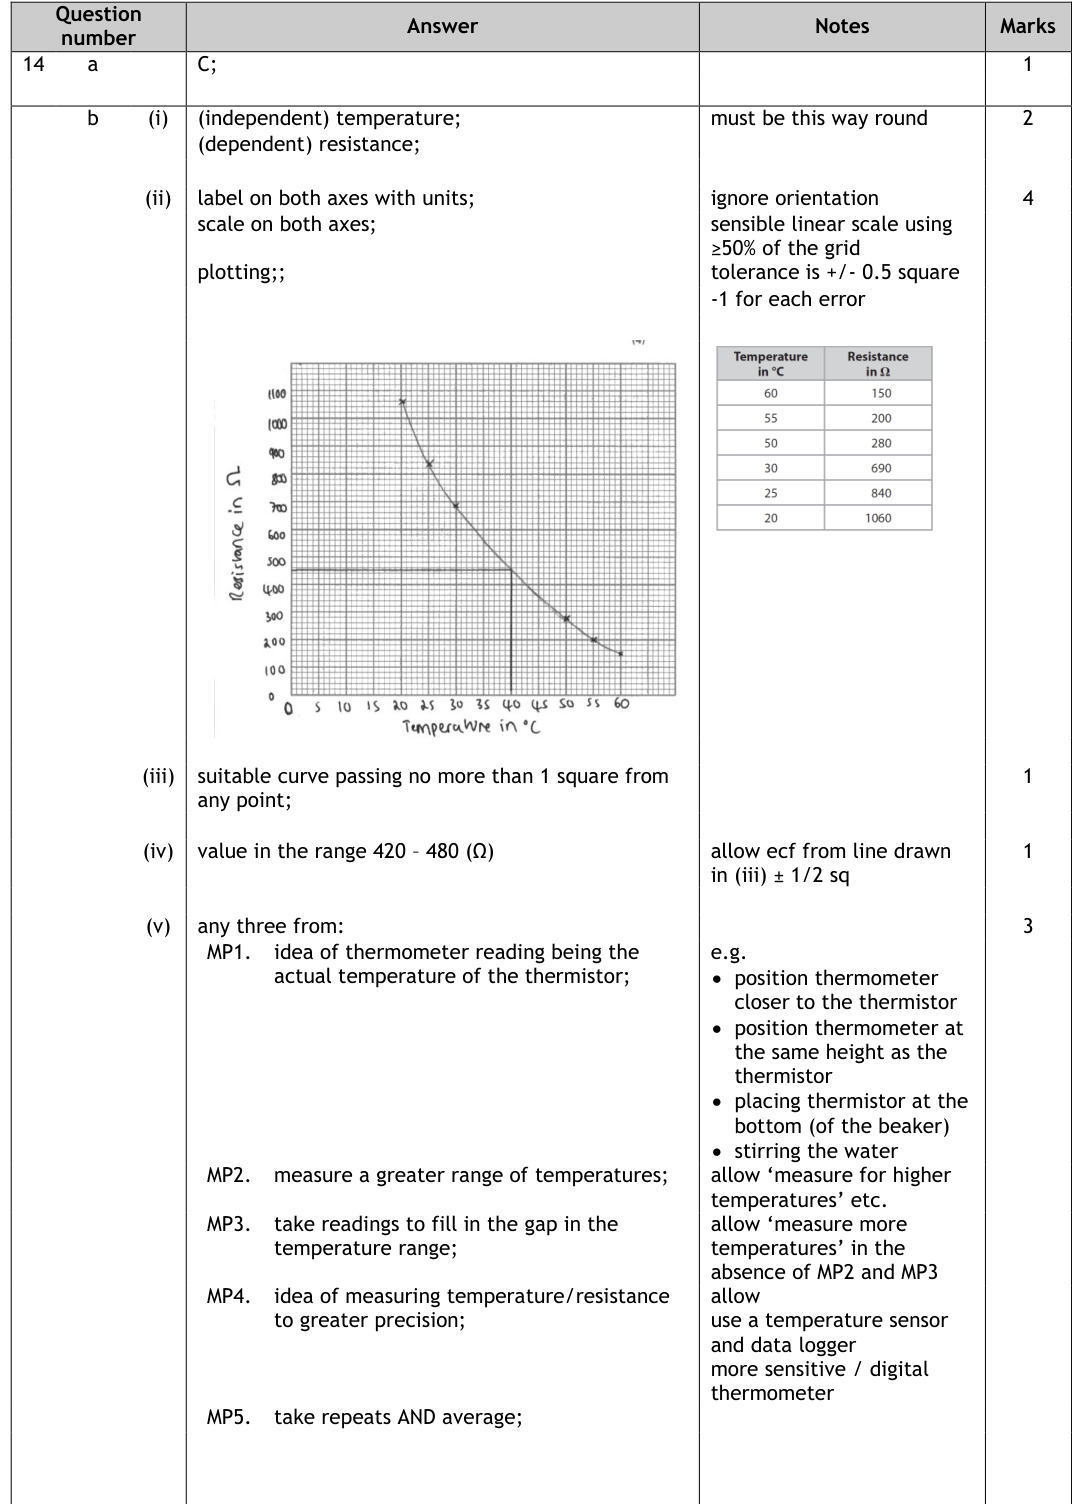 Question number
Answer
Notes
Marks
14 a
C;
1
b (i)
(independent) temperature;
must be this way round
2
(dependent) resistance;
(ii)
label on both axes with units;
ignore orientation
4
scale on both axes;
sensible linear scale using
≥50% of the grid
plotting;;
tolerance is +/- 0.5 square
-1 for each error
Resistance in Ω
1100
1000
900
800
700
600
500
400
300
200
100
0
0 5 10 15 20 25 30 35 40 45 50 55 60
Temperature in °C
Temperature in °C
Resistance in Ω
60 150
55 200
50 280
30 690
25 840
20 1060
(iii)
suitable curve passing no more than 1 square from
any point;
1
(iv)
value in the range 420 – 480 (Ω)
allow ecf from line drawn
in (iii) ± 1/2 sq
1
(v)
any three from:
3
MP1. idea of thermometer reading being the
actual temperature of the thermistor;
e.g.
• position thermometer
closer to the thermistor
• position thermometer at
the same height as the
thermistor
• placing thermistor at the
bottom (of the beaker)
• stirring the water
MP2. measure a greater range of temperatures;
allow ‘measure for higher
temperatures’ etc.
MP3. take readings to fill in the gap in the
temperature range;
allow ‘measure more
temperatures’ in the
absence of MP2 and MP3
MP4. idea of measuring temperature/resistance
to greater precision;
allow
use a temperature sensor
and data logger
more sensitive / digital
thermometer
MP5. take repeats AND average;